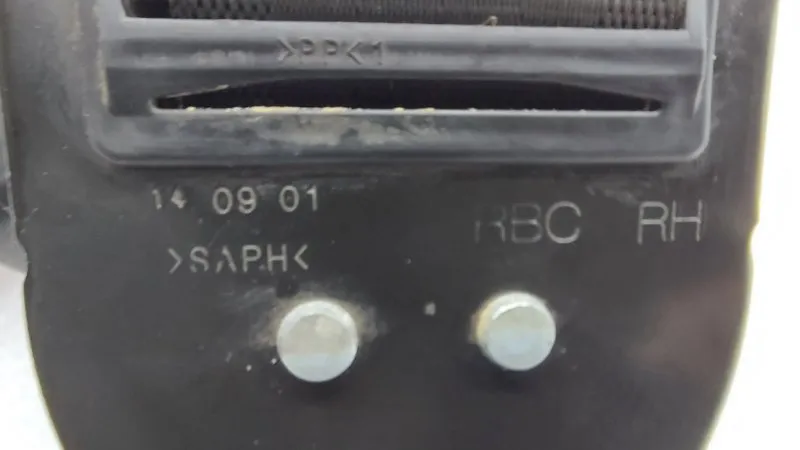 >PP<1
14 09 01
RBC RH
>SAPH<